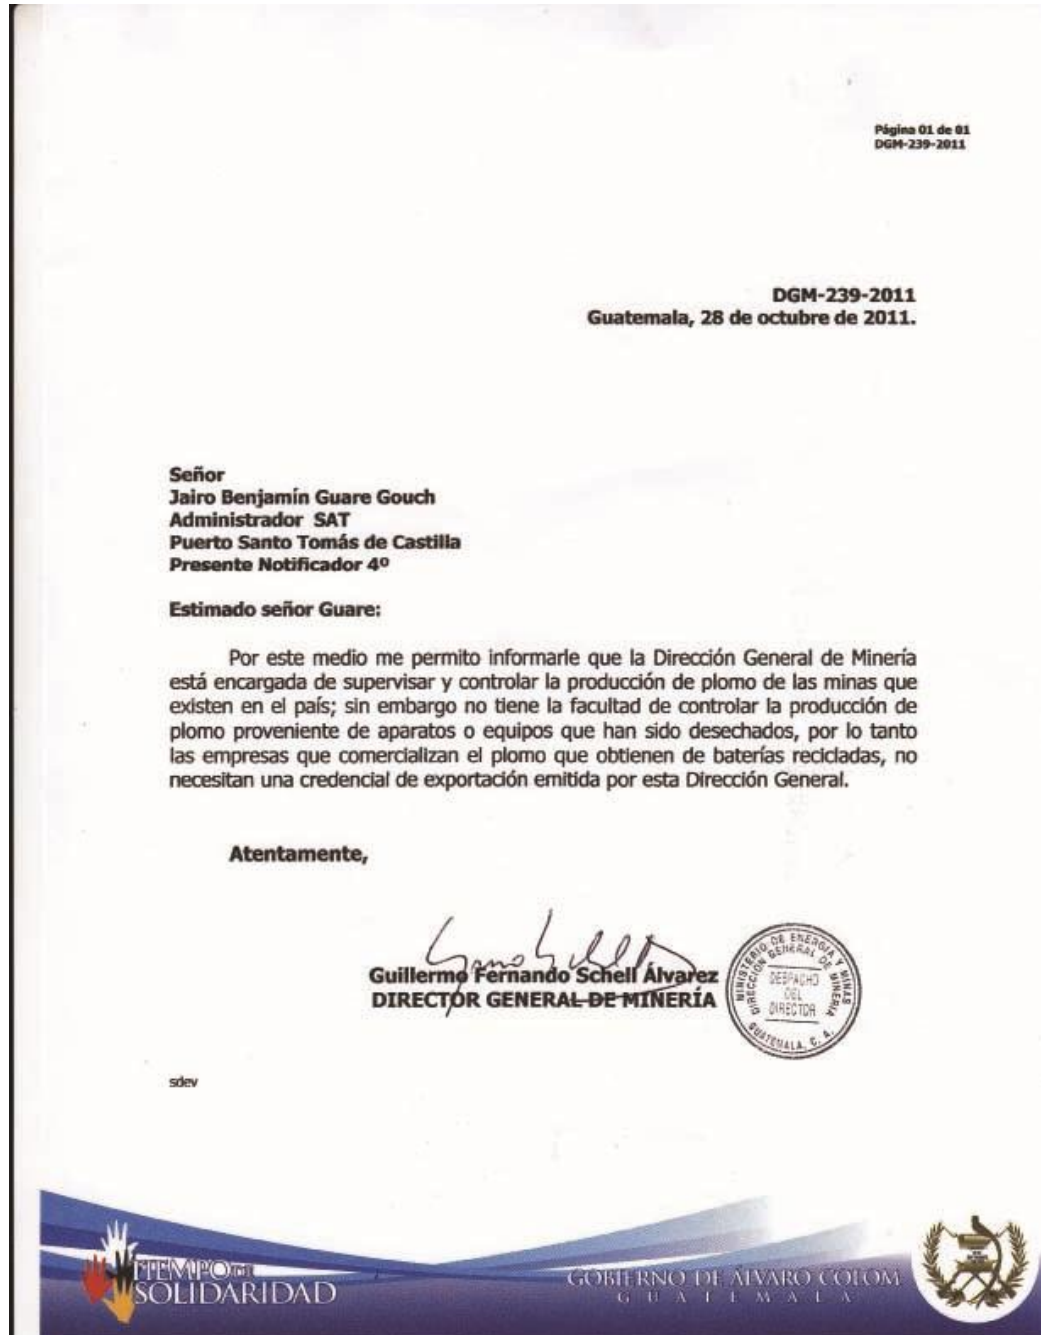 Página 01 de 01
DGM-239-2011
DGM-239-2011
Guatemala, 28 de octubre de 2011.
Señor
Jairo Benjamín Guare Gouch
Administrador SAT
Puerto Santo Tomás de Castilla
Presente Notificador 4º
Estimado señor Guare:
Por este medio me permito informarle que la Dirección General de Minería
está encargada de supervisar y controlar la producción de plomo de las minas que
existen en el país; sin embargo no tiene la facultad de controlar la producción de
plomo proveniente de aparatos o equipos que han sido desechados, por lo tanto
las empresas que comercializan el plomo que obtienen de baterías recicladas, no
necesitan una credencial de exportación emitida por esta Dirección General.
Atentamente,
Guillermo Fernando Schell Álvarez
DIRECTOR GENERAL DE MINERÍA
MINISTERIO DE ENERGÍA Y MINAS
DIRECCIÓN GENERAL DE MINERÍA
DESPACHO
DEL
DIRECTOR
GUATEMALA, C. A.
sdev
TIEMPO DE
SOLIDARIDAD
GOBIERNO DE ÁLVARO COLOM
GUATEMALA